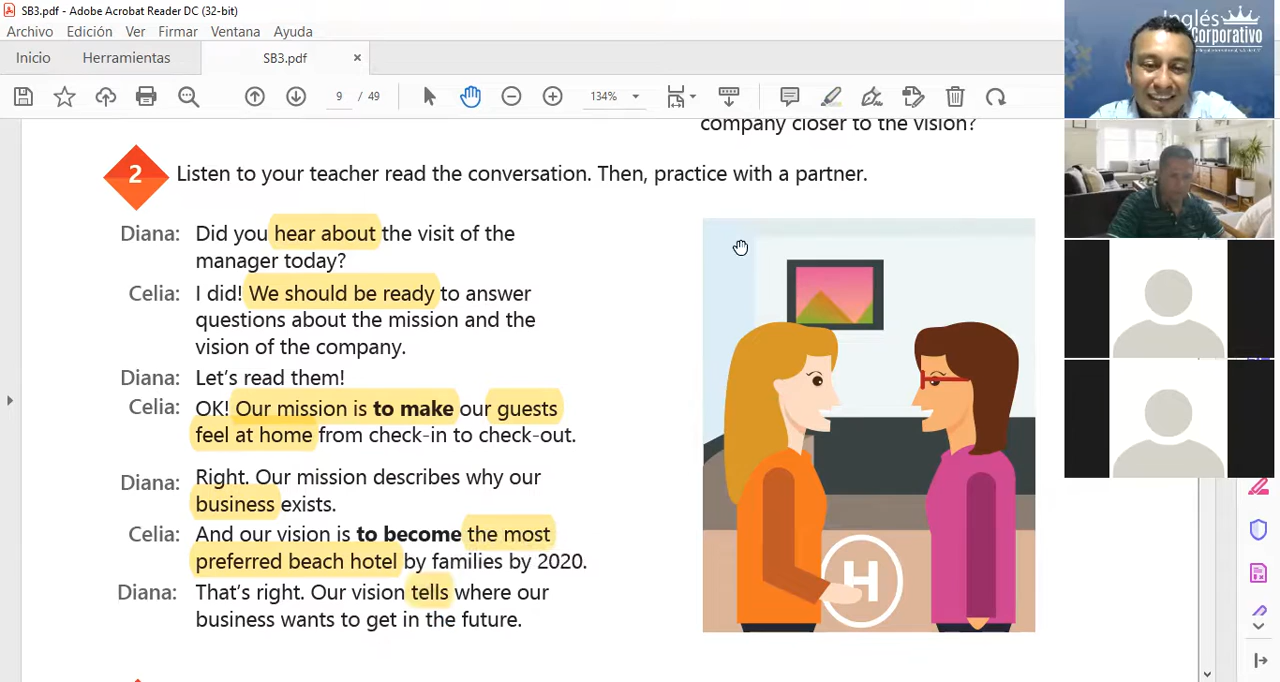 SB3.pdf - Adobe Acrobat Reader DC (32-bit)
Archivo Edición Ver Firmar Ventana Ayuda
Inicio Herramientas SB3.pdf ×
9 / 49 134%
Inglés
Corporativo
company closer to the vision?
2 Listen to your teacher read the conversation. Then, practice with a partner.
Diana: Did you hear about the visit of the
manager today?
Celia: I did! We should be ready to answer
questions about the mission and the
vision of the company.
Diana: Let's read them!
Celia: OK! Our mission is to make our guests
feel at home from check-in to check-out.
Diana: Right. Our mission describes why our
business exists.
Celia: And our vision is to become the most
preferred beach hotel by families by 2020.
Diana: That's right. Our vision tells where our
business wants to get in the future.
H